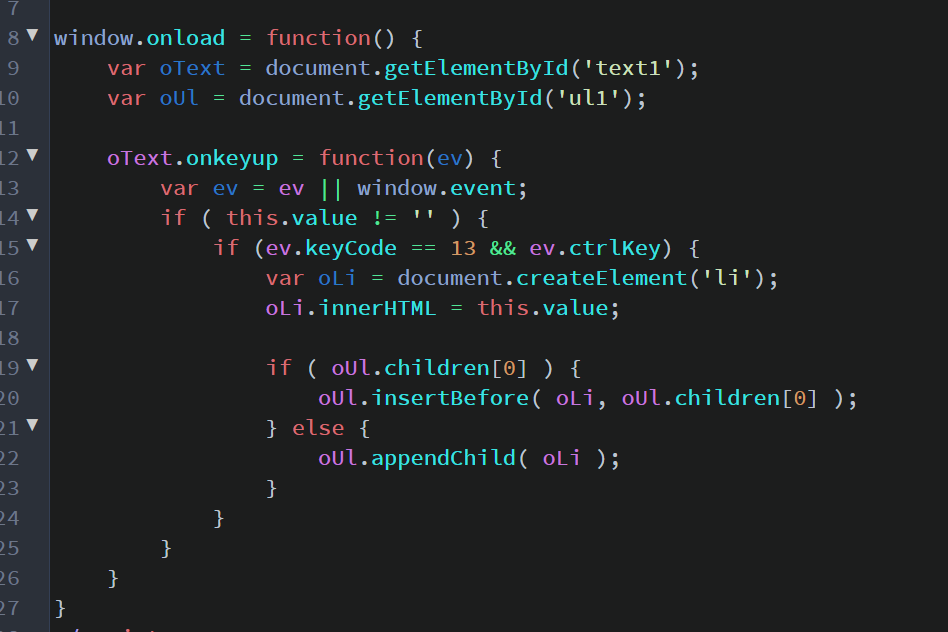 7
8 window.onload = function() {
9 var oText = document.getElementById('text1');
10 var oUl = document.getElementById('ul1');
11
12 oText.onkeyup = function(ev) {
13 var ev = ev || window.event;
14 if ( this.value != '' ) {
15 if (ev.keyCode == 13 && ev.ctrlKey) {
16 var oLi = document.createElement('li');
17 oLi.innerHTML = this.value;
18
19 if ( oUl.children[0] ) {
20 oUl.insertBefore( oLi, oUl.children[0] );
21 } else {
22 oUl.appendChild( oLi );
23 }
24 }
25 }
26 }
27 }